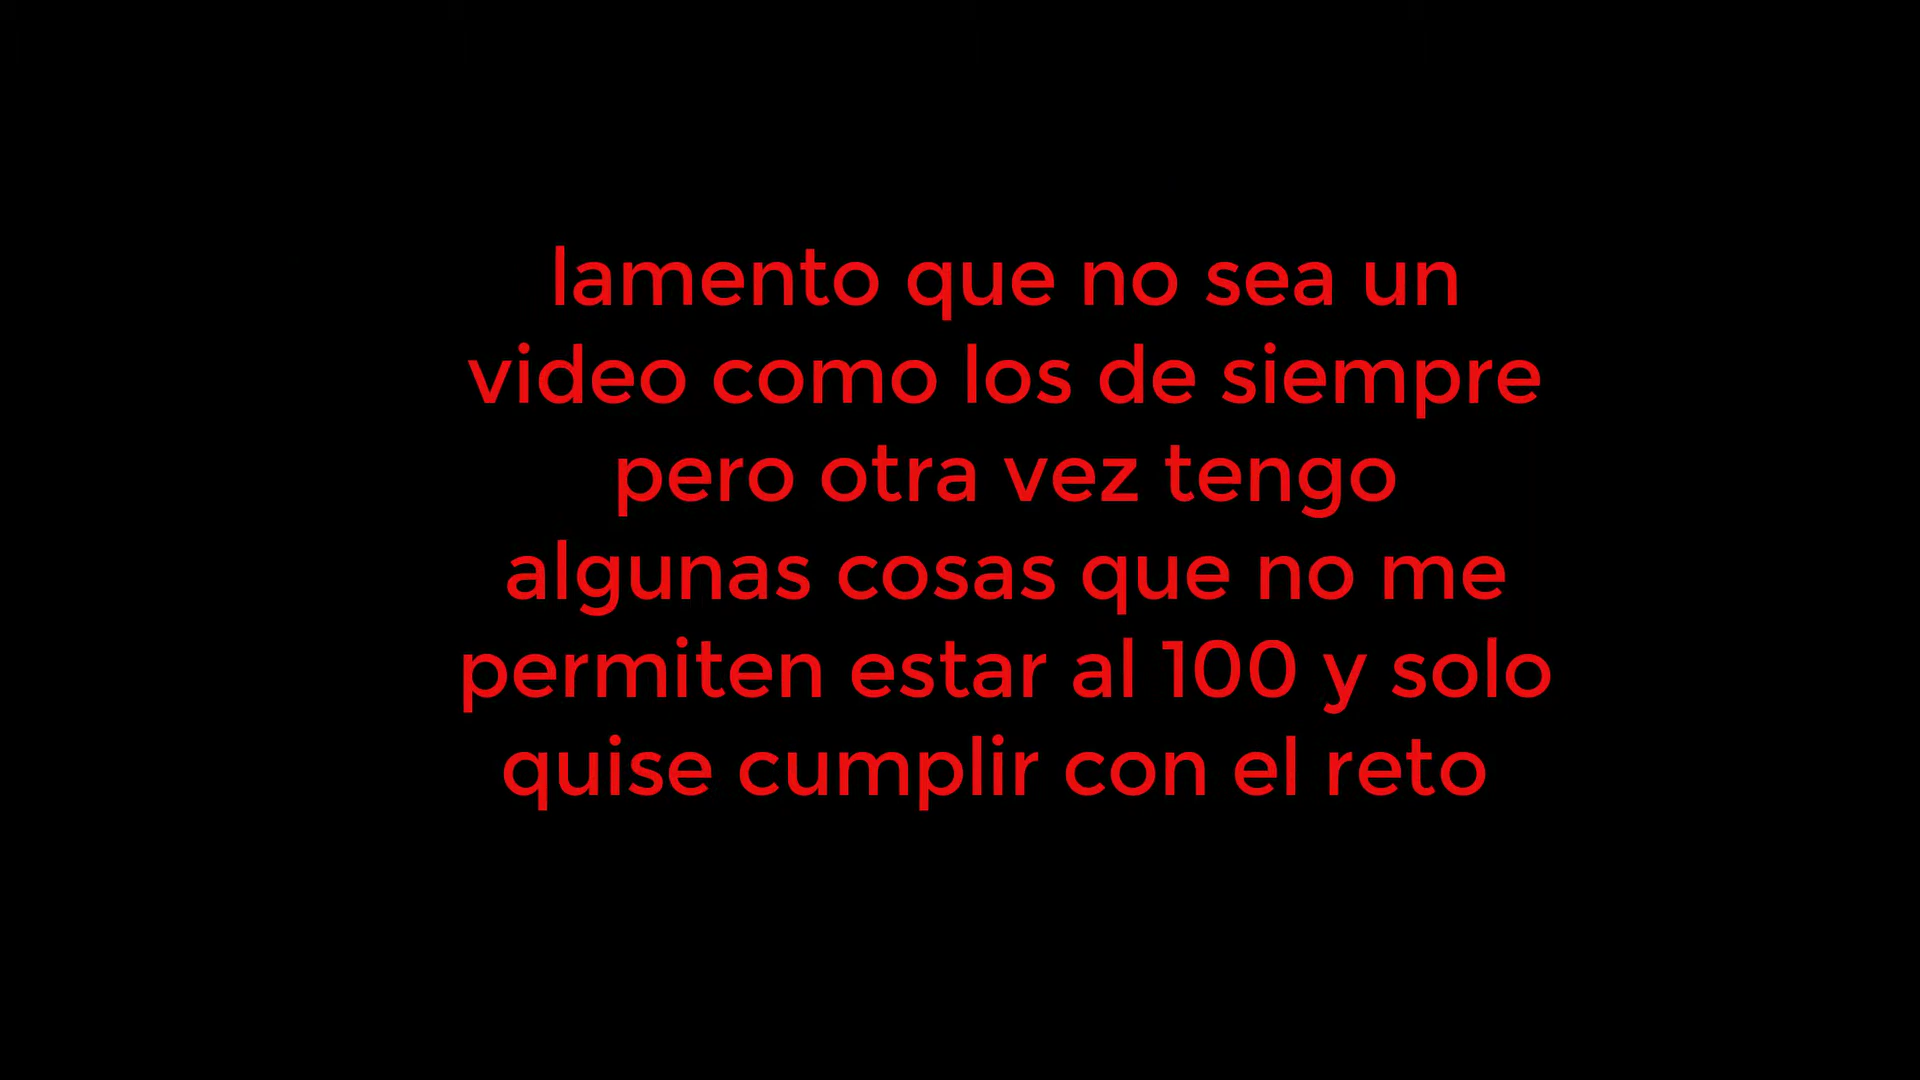 lamento que no sea un
video como los de siempre
pero otra vez tengo
algunas cosas que no me
permiten estar al 100 y solo
quise cumplir con el reto